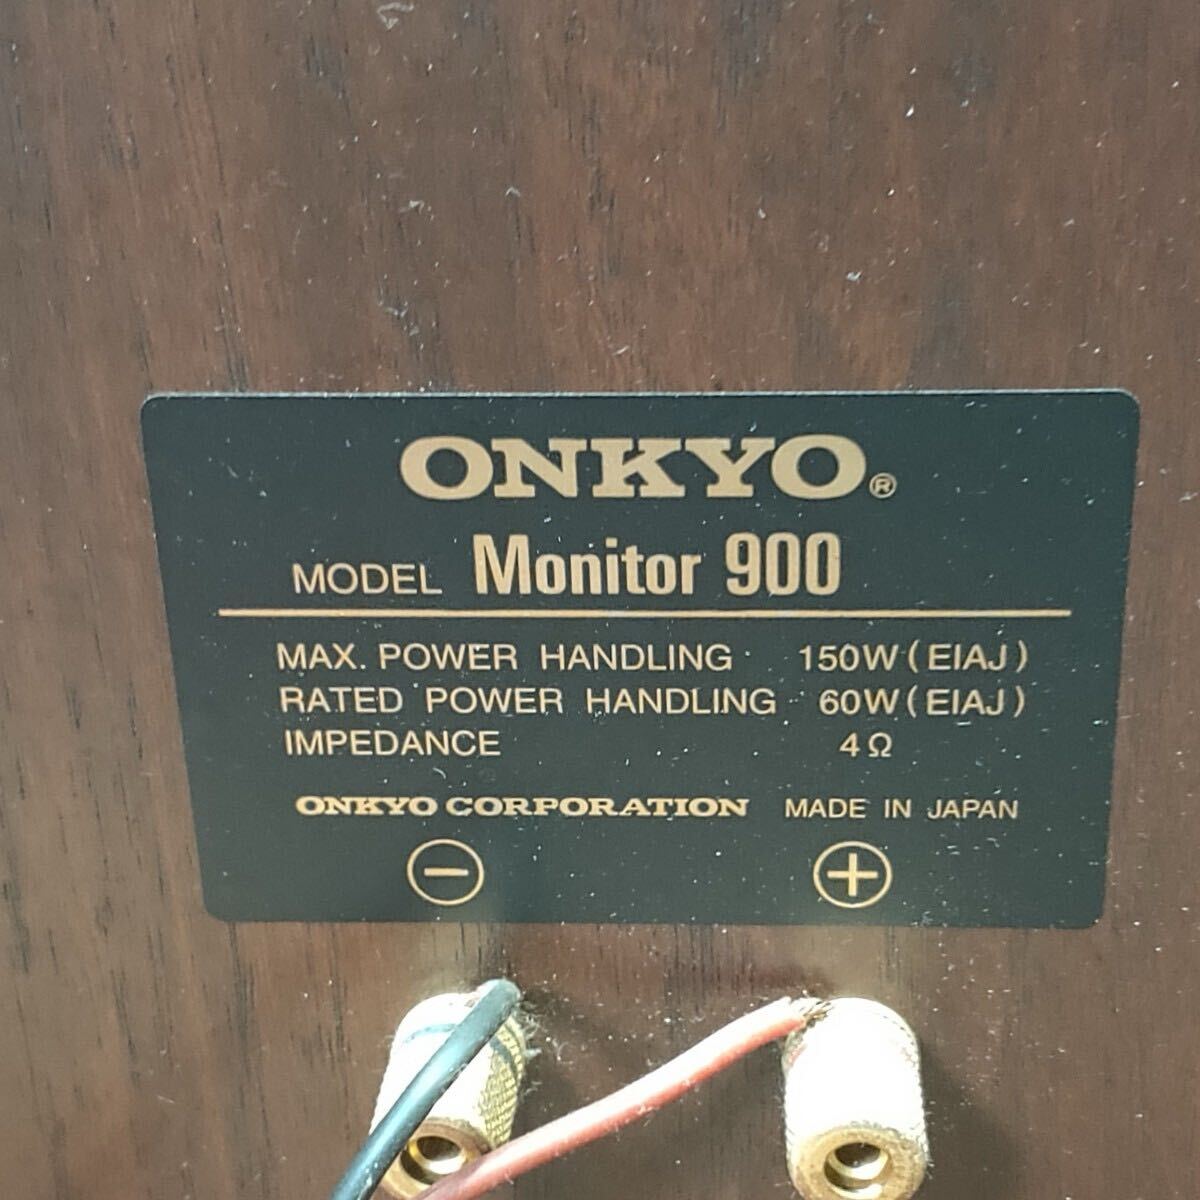 ONKYO®
MODEL Monitor 900
MAX. POWER HANDLING 150W (EIAJ)
RATED POWER HANDLING 60W (EIAJ)
IMPEDANCE 4Ω
ONKYO CORPORATION MADE IN JAPAN
− +